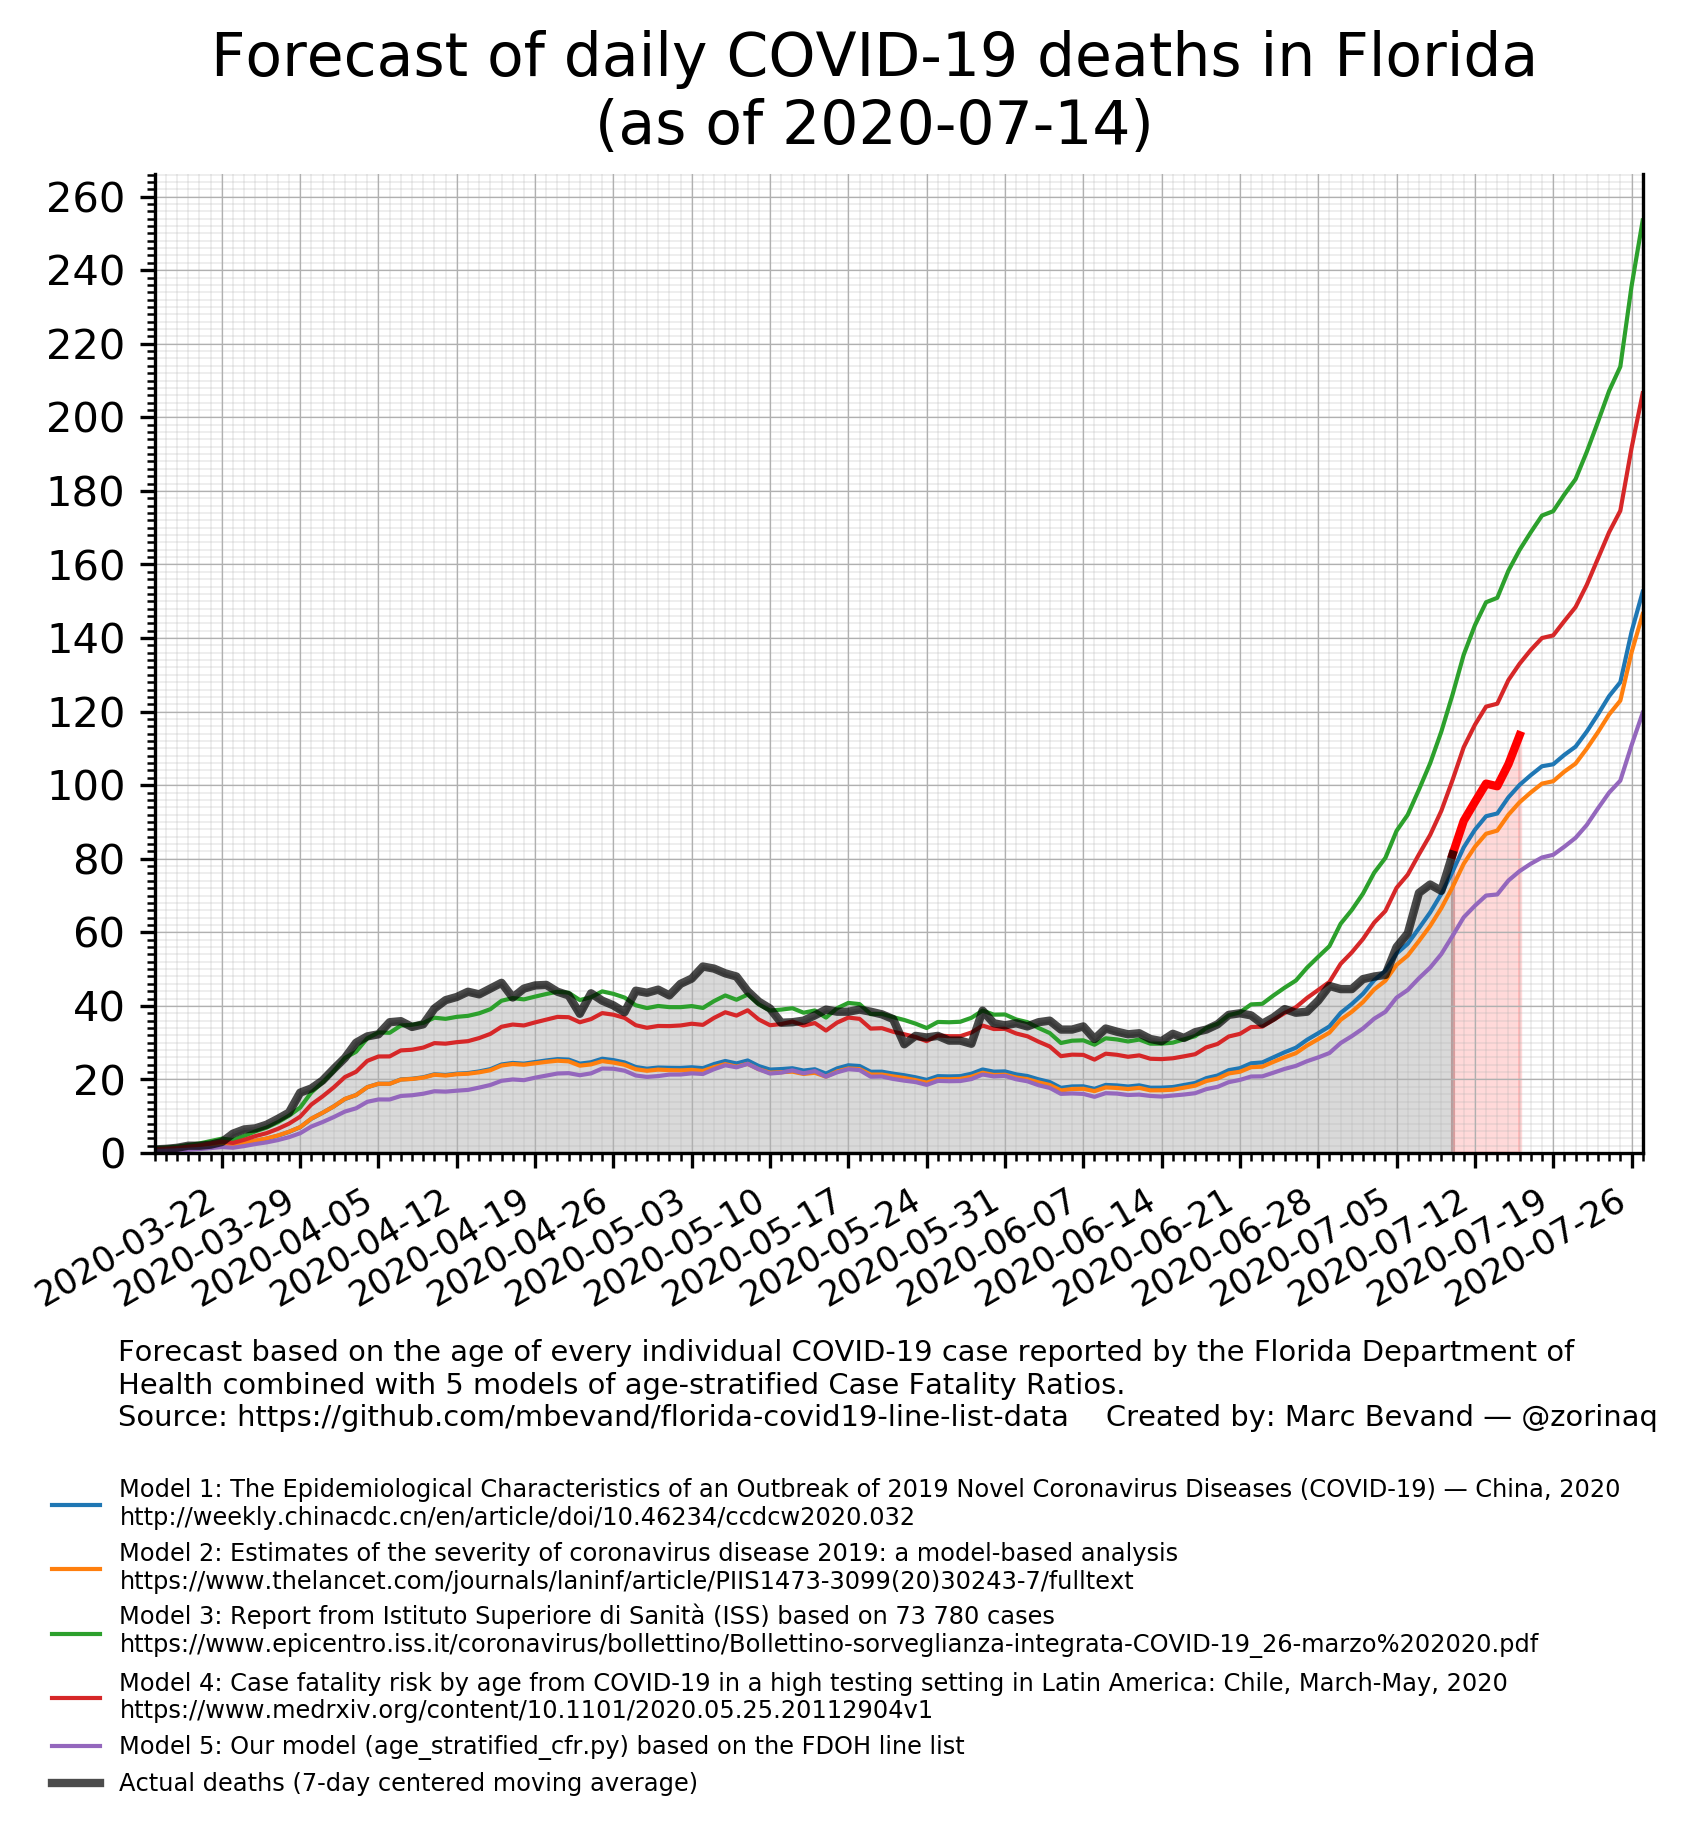 Forecast of daily COVID-19 deaths in Florida
(as of 2020-07-14)
260
240
220
200
180
160
140
120
100
80
60
40
20
0
2020-03-22
2020-03-29
2020-04-05
2020-04-12
2020-04-19
2020-04-26
2020-05-03
2020-05-10
2020-05-17
2020-05-24
2020-05-31
2020-06-07
2020-06-14
2020-06-21
2020-06-28
2020-07-05
2020-07-12
2020-07-19
2020-07-26
Forecast based on the age of every individual COVID-19 case reported by the Florida Department of
Health combined with 5 models of age-stratified Case Fatality Ratios.
Source: https://github.com/mbevand/florida-covid19-line-list-data    Created by: Marc Bevand — @zorinaq
Model 1: The Epidemiological Characteristics of an Outbreak of 2019 Novel Coronavirus Diseases (COVID-19) — China, 2020
http://weekly.chinacdc.cn/en/article/doi/10.46234/ccdcw2020.032
Model 2: Estimates of the severity of coronavirus disease 2019: a model-based analysis
https://www.thelancet.com/journals/laninf/article/PIIS1473-3099(20)30243-7/fulltext
Model 3: Report from Istituto Superiore di Sanità (ISS) based on 73 780 cases
https://www.epicentro.iss.it/coronavirus/bollettino/Bollettino-sorveglianza-integrata-COVID-19_26-marzo%202020.pdf
Model 4: Case fatality risk by age from COVID-19 in a high testing setting in Latin America: Chile, March-May, 2020
https://www.medrxiv.org/content/10.1101/2020.05.25.20112904v1
Model 5: Our model (age_stratified_cfr.py) based on the FDOH line list
Actual deaths (7-day centered moving average)